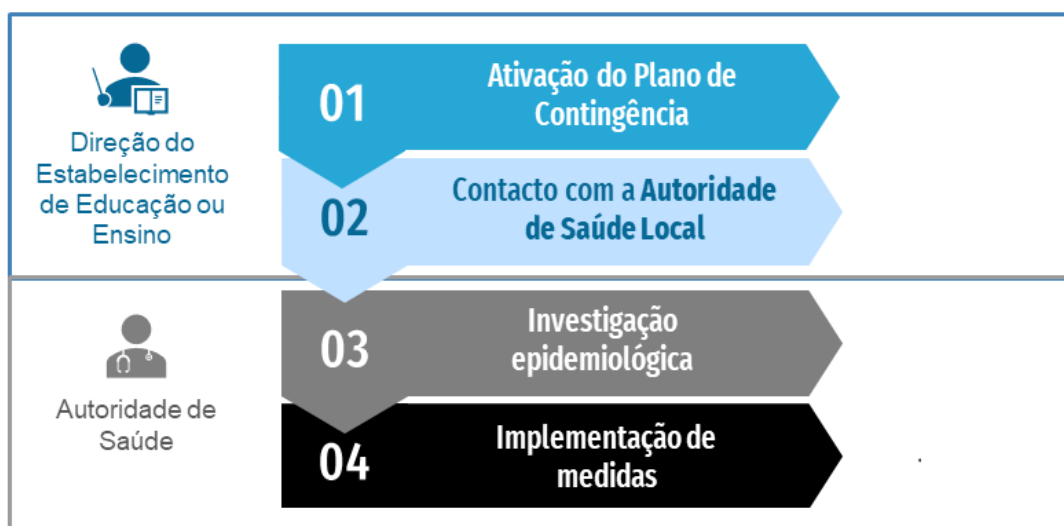 Direção do
Estabelecimento
de Educação ou
Ensino
01
Ativação do Plano de
Contingência
02
Contacto com a Autoridade
de Saúde Local
Autoridade de
Saúde
03
Investigação
epidemiológica
04
Implementação de
medidas